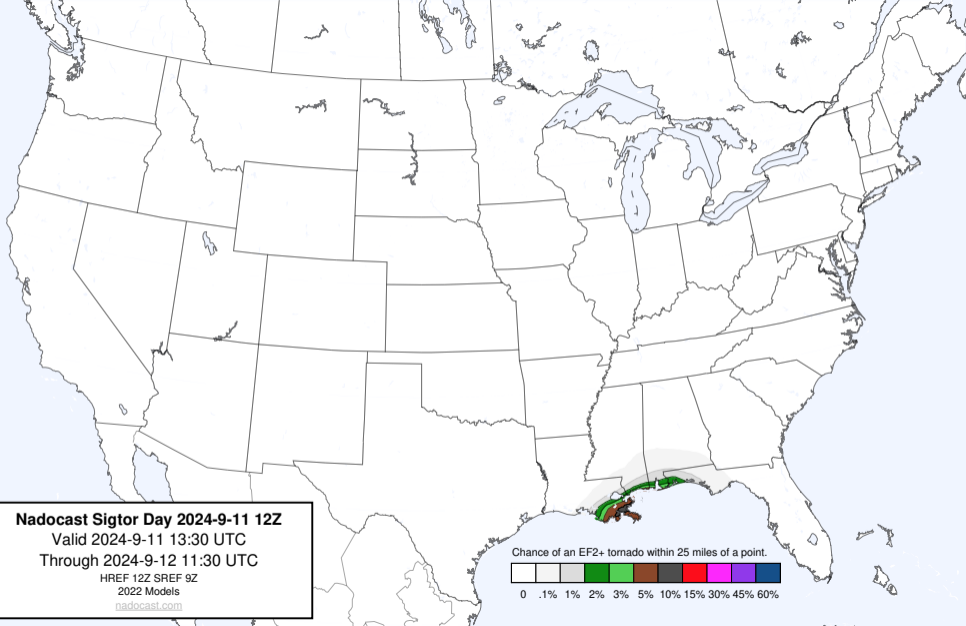 Nadocast Sigtor Day 2024-9-11 12Z
Valid 2024-9-11 13:30 UTC
Through 2024-9-12 11:30 UTC
HREF 12Z SREF 9Z
2022 Models
nadocast.com
Chance of an EF2+ tornado within 25 miles of a point.
0 .1% 1% 2% 3% 5% 10% 15% 30% 45% 60%